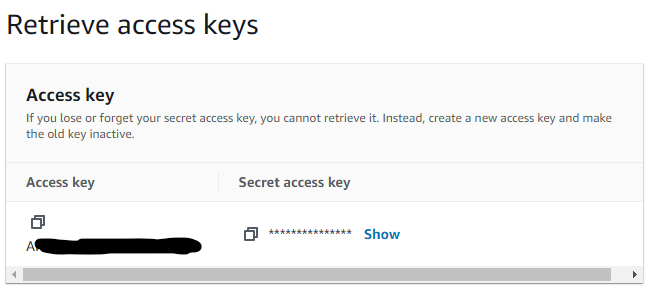 Retrieve access keys
Access key
If you lose or forget your secret access key, you cannot retrieve it. Instead, create a new access key and make
the old key inactive.
Access key
Secret access key
*************** Show